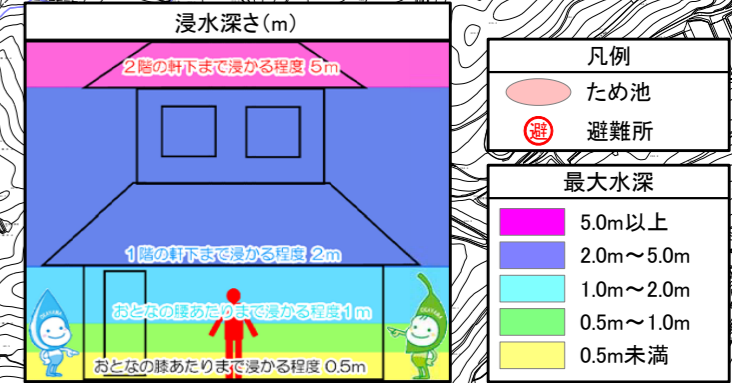 浸水深さ(m)
2階の軒下まで浸かる程度 5m
1階の軒下まで浸かる程度 2m
おとなの腰あたりまで浸かる程度1m
おとなの膝あたりまで浸かる程度 0.5m
凡例
ため池
避 避難所
最大水深
5.0m以上
2.0m～5.0m
1.0m～2.0m
0.5m～1.0m
0.5m未満